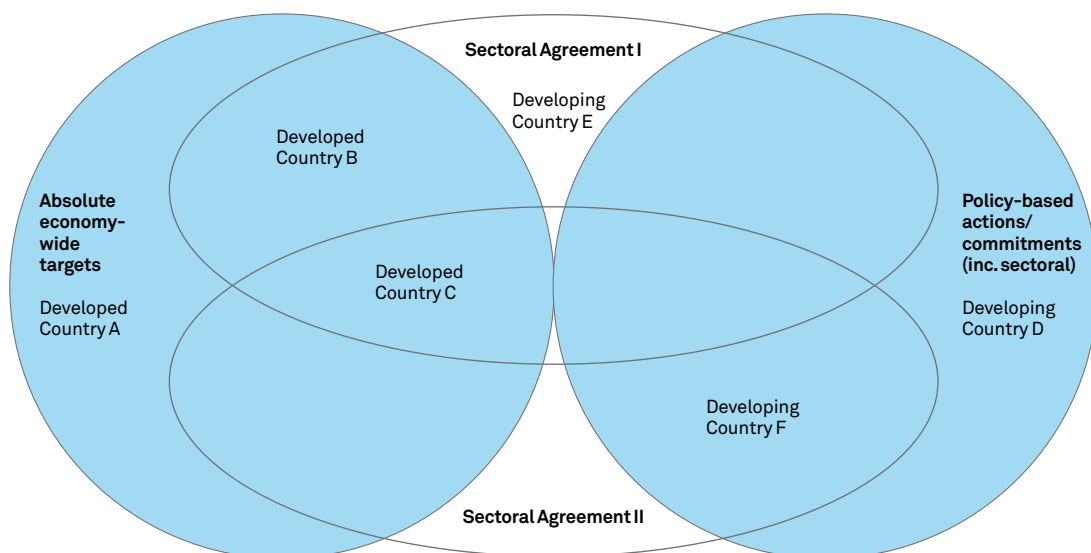 Sectoral Agreement I
Developing
Country E
Developed
Country B
Absolute
economy-
wide
targets
Developed
Country A
Developed
Country C
Policy-based
actions/
commitments
(inc. sectoral)
Developing
Country D
Developing
Country F
Sectoral Agreement II